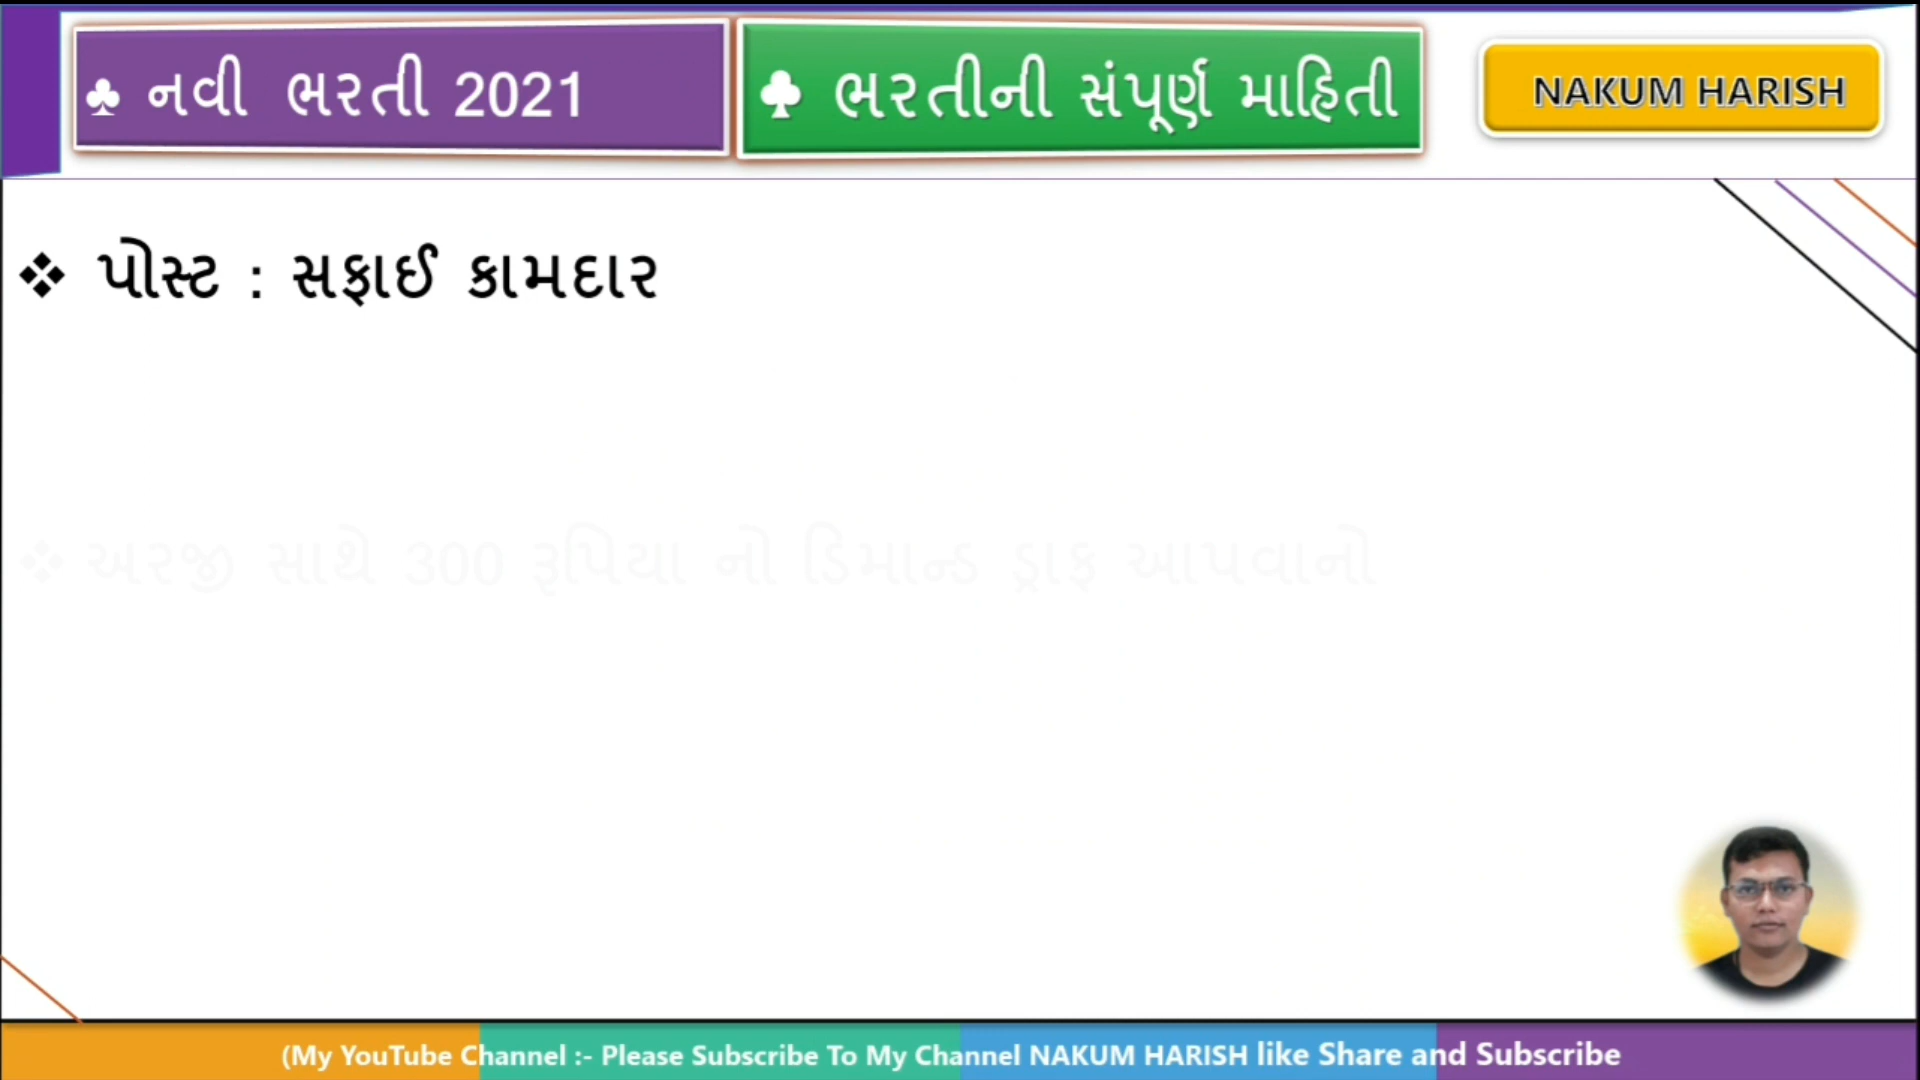 ♣ નવી ભરતી 2021
♣ ભરતીની સંપૂર્ણ માહિતી
NAKUM HARISH
❖ પોસ્ટ : સફાઈ કામદાર
❖ અરજી સાથે 300 રૂપિયા નો ડિમાન્ડ ડ્રાફ આપવાનો
(My YouTube Channel :- Please Subscribe To My Channel NAKUM HARISH like Share and Subscribe